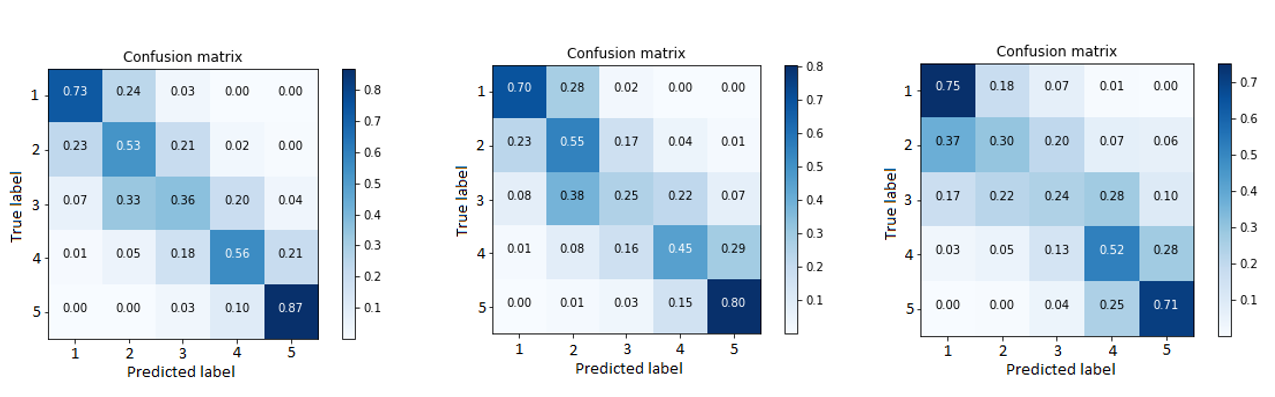 Confusion matrix
True label
1 0.73 0.24 0.03 0.00 0.00
2 0.23 0.53 0.21 0.02 0.00
3 0.07 0.33 0.36 0.20 0.04
4 0.01 0.05 0.18 0.56 0.21
5 0.00 0.00 0.03 0.10 0.87
1 2 3 4 5
Predicted label
0.8
0.7
0.6
0.5
0.4
0.3
0.2
0.1
Confusion matrix
True label
1 0.70 0.28 0.02 0.00 0.00
2 0.23 0.55 0.17 0.04 0.01
3 0.08 0.38 0.25 0.22 0.07
4 0.01 0.08 0.16 0.45 0.29
5 0.00 0.01 0.03 0.15 0.80
1 2 3 4 5
Predicted label
0.8
0.7
0.6
0.5
0.4
0.3
0.2
0.1
Confusion matrix
True label
1 0.75 0.18 0.07 0.01 0.00
2 0.37 0.30 0.20 0.07 0.06
3 0.17 0.22 0.24 0.28 0.10
4 0.03 0.05 0.13 0.52 0.28
5 0.00 0.00 0.04 0.25 0.71
1 2 3 4 5
Predicted label
0.7
0.6
0.5
0.4
0.3
0.2
0.1